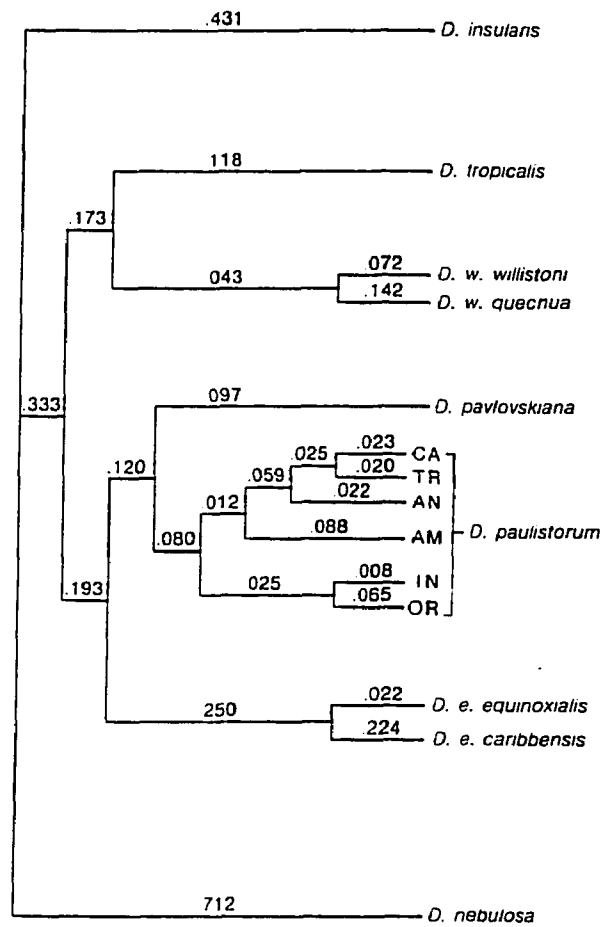 .431
D. insularis
.118
D. tropicalis
.173
.072
D. w. willistoni
.043
.142
D. w. quecnua
.097
D. pavlovskiana
.333
.023
CA
.025
.020
TR
.120
.059
.022
AN
.012
.088
AM
D. paulistorum
.080
.008
IN
.025
.065
OR
.193
.022
D. e. equinoxialis
.250
.224
D. e. caribbensis
.712
D. nebulosa